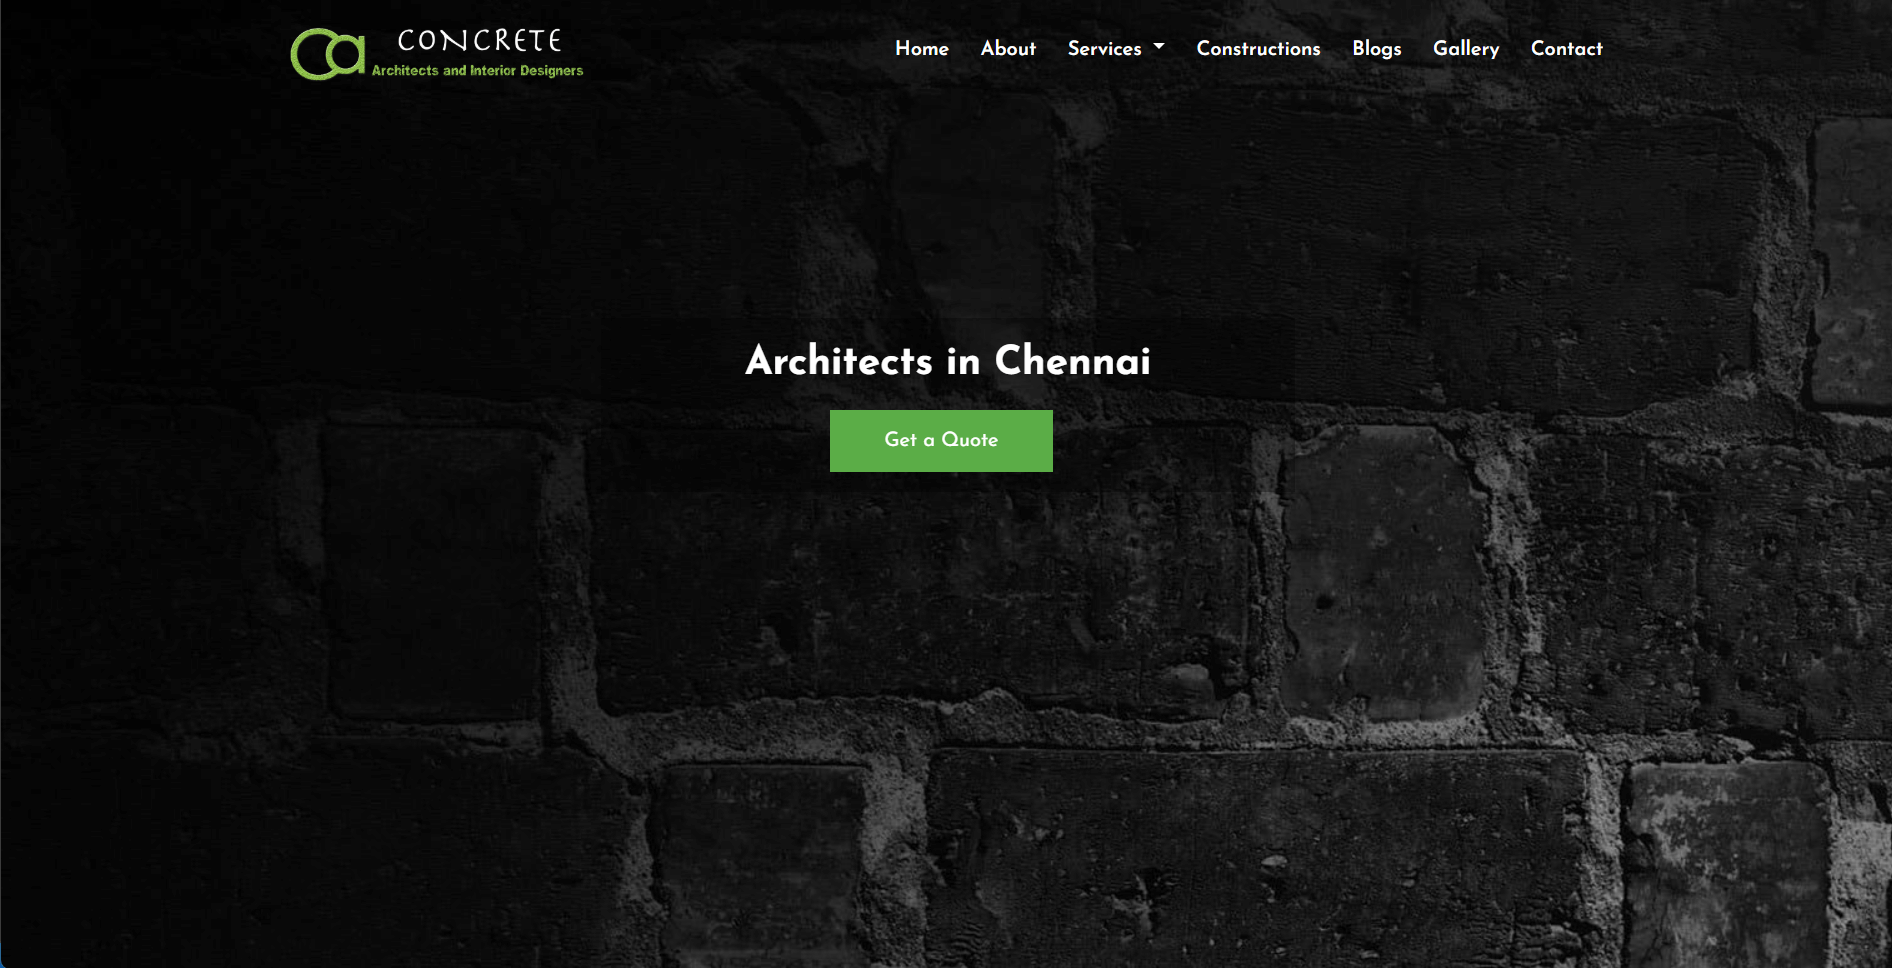 ca CONCRETE
Architects and Interior Designers
Home About Services Constructions Blogs Gallery Contact
Architects in Chennai
Get a Quote